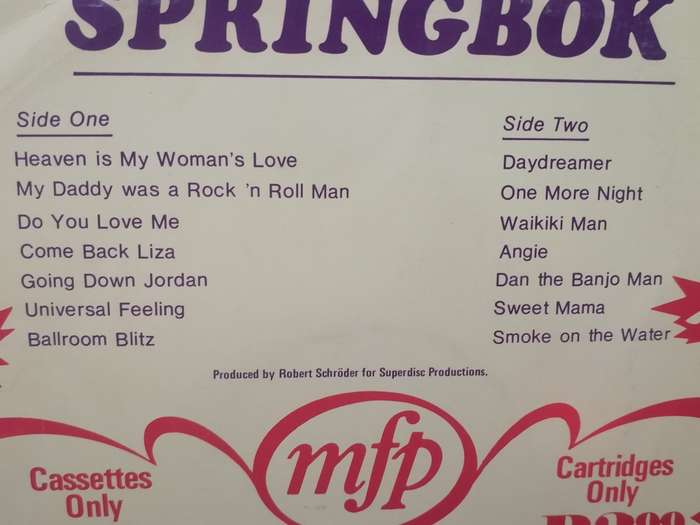 SPRINGBOK
Side One
Heaven is My Woman's Love
My Daddy was a Rock 'n Roll Man
Do You Love Me
Come Back Liza
Going Down Jordan
Universal Feeling
Ballroom Blitz
Side Two
Daydreamer
One More Night
Waikiki Man
Angie
Dan the Banjo Man
Sweet Mama
Smoke on the Water
Produced by Robert Schröder for Superdisc Productions.
mfp
Cassettes
Only
Cartridges
Only